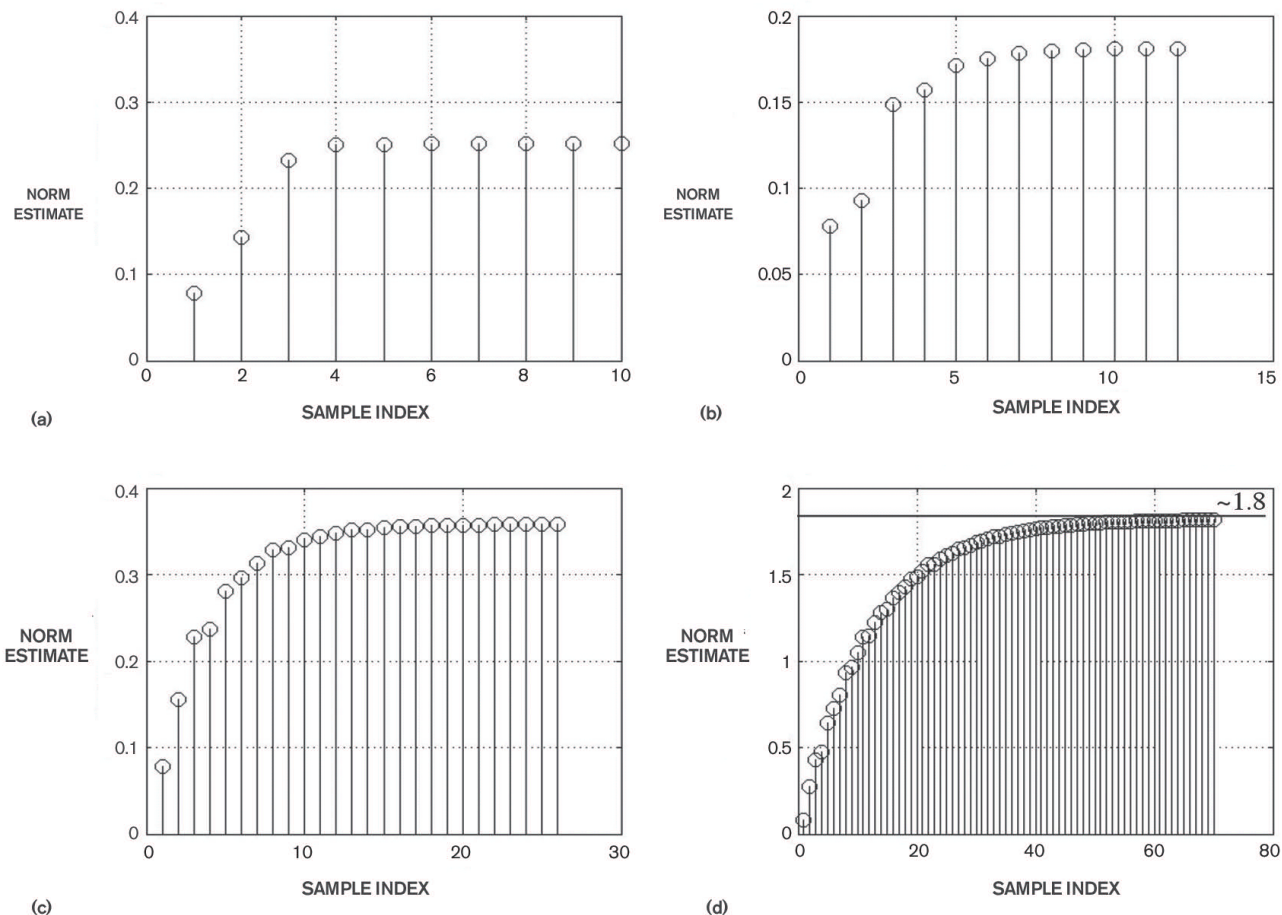 0.4
0.3
0.2
0.1
0
NORM
ESTIMATE
0 2 4 6 8 10
SAMPLE INDEX
(a)
0.2
0.15
0.1
0.05
0
NORM
ESTIMATE
0 5 10 15
SAMPLE INDEX
(b)
0.4
0.3
0.2
0.1
0
NORM
ESTIMATE
0 10 20 30
SAMPLE INDEX
(c)
2
~1.8
1.5
1
0.5
0
NORM
ESTIMATE
0 20 40 60 80
SAMPLE INDEX
(d)